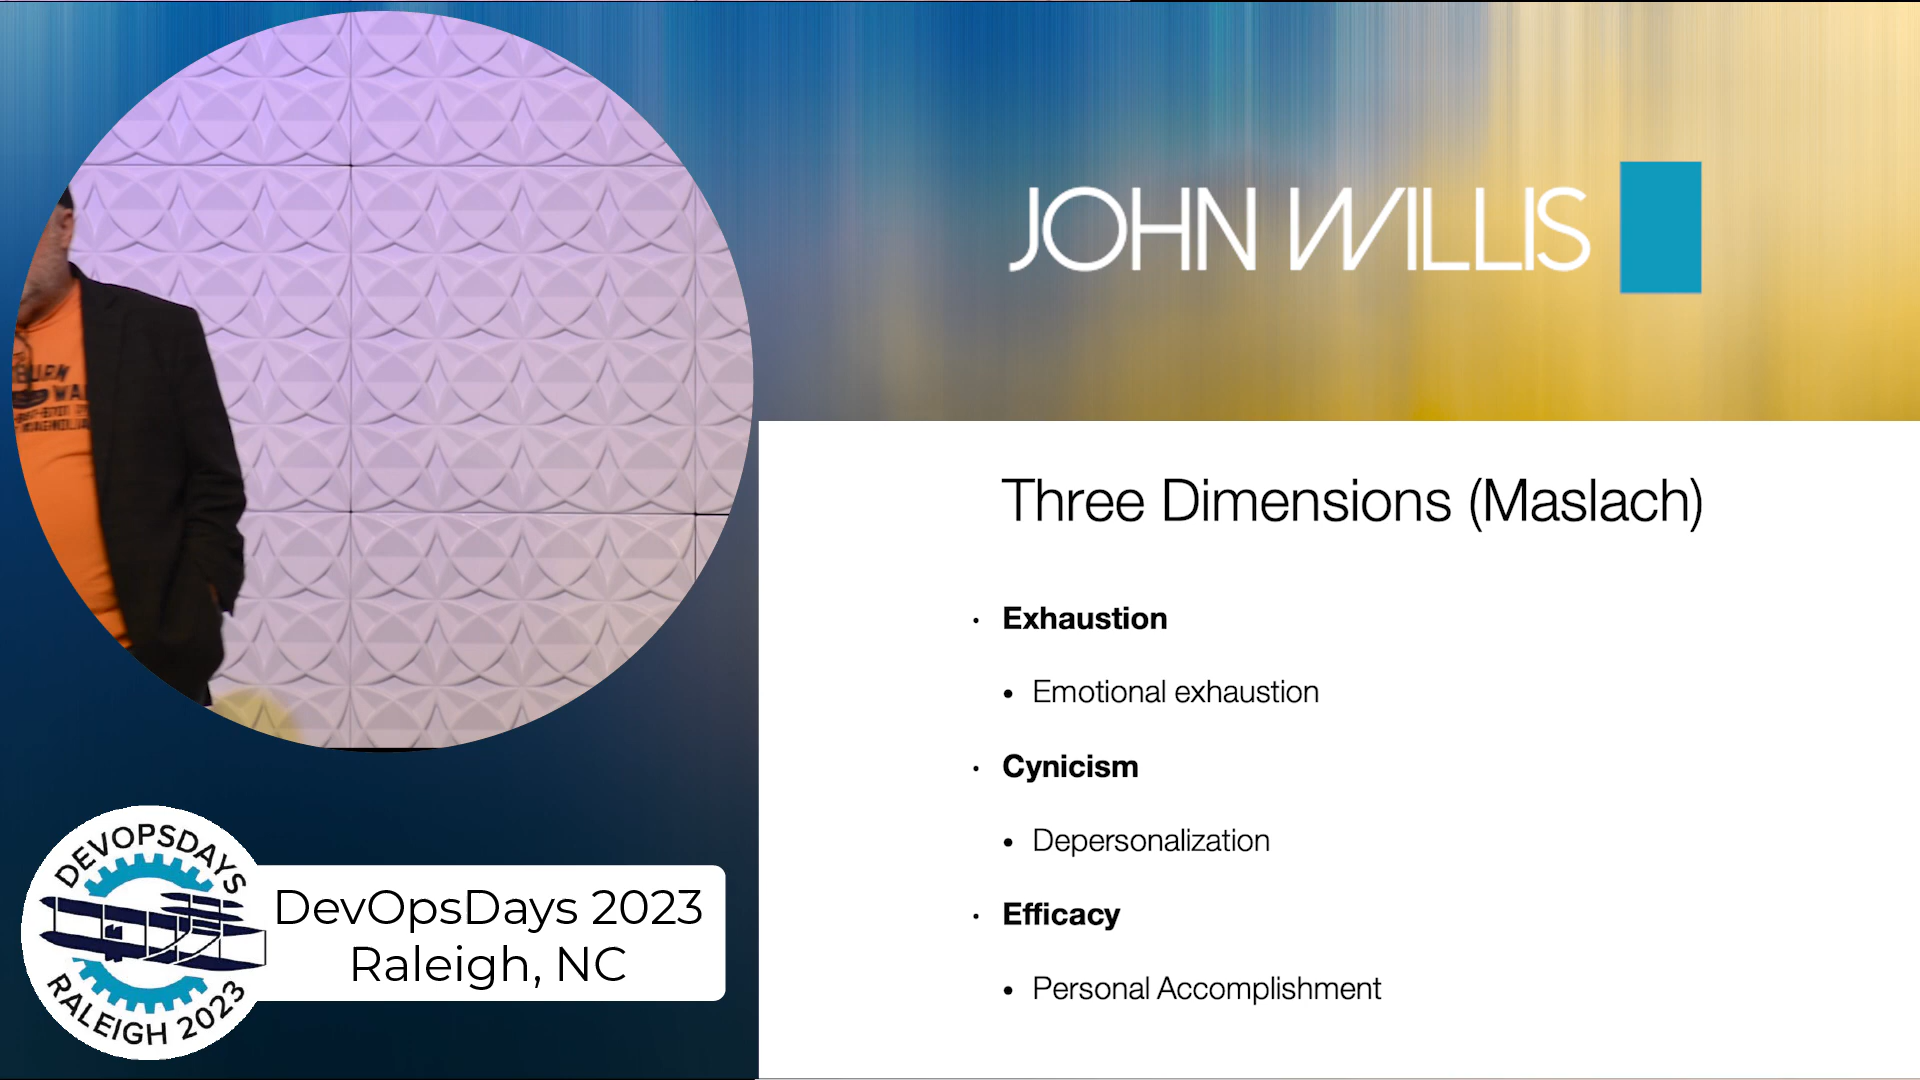 JOHN WILLIS
Three Dimensions (Maslach)
· Exhaustion
• Emotional exhaustion
· Cynicism
• Depersonalization
· Efficacy
• Personal Accomplishment
DEVOPSDAYS
RALEIGH 2023
DevOpsDays 2023
Raleigh, NC